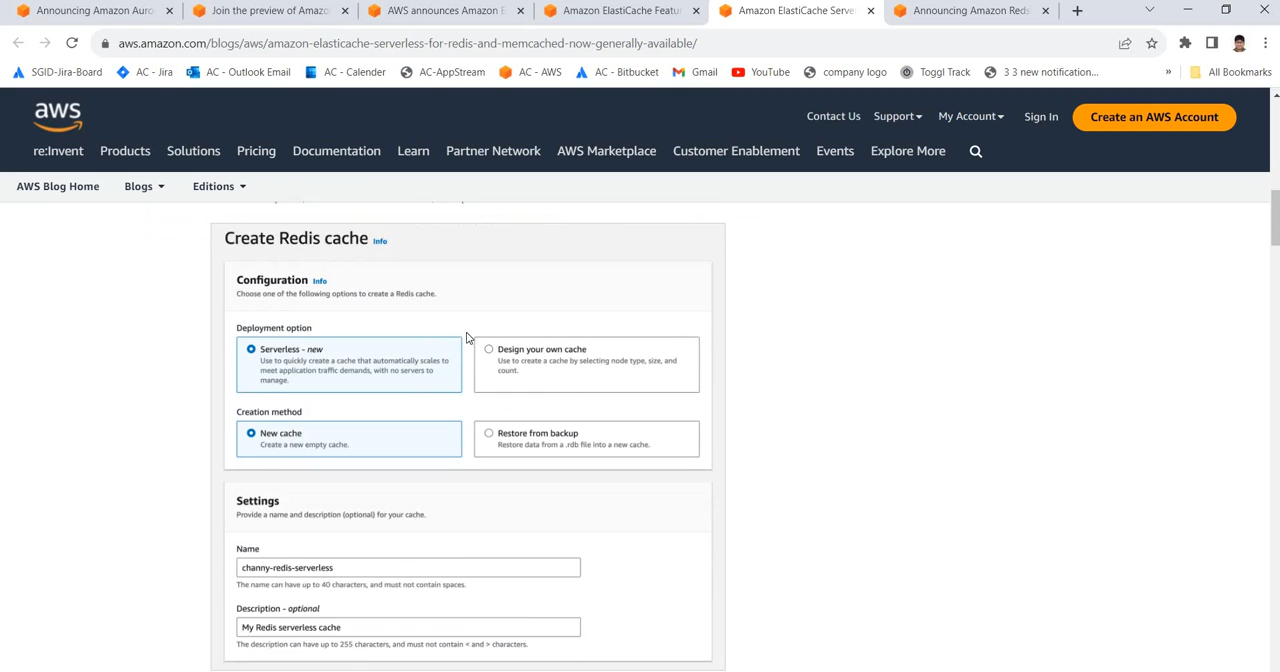 Announcing Amazon Auro
Join the preview of Amazo
AWS announces Amazon E
Amazon ElastiCache Featu
Amazon ElastiCache Server
Announcing Amazon Reds
aws.amazon.com/blogs/aws/amazon-elasticache-serverless-for-redis-and-memcached-now-generally-available/
SGID-Jira-Board
AC - Jira
AC - Outlook Email
AC - Calender
AC-AppStream
AC - AWS
AC - Bitbucket
Gmail
YouTube
company logo
Toggl Track
3 3 new notification...
»
All Bookmarks
aws
Contact Us
Support
My Account
Sign In
Create an AWS Account
re:Invent
Products
Solutions
Pricing
Documentation
Learn
Partner Network
AWS Marketplace
Customer Enablement
Events
Explore More
AWS Blog Home
Blogs
Editions
Create Redis cache Info
Configuration Info
Choose one of the following options to create a Redis cache.
Deployment option
Serverless - new
Use to quickly create a cache that automatically scales to
meet application traffic demands, with no servers to
manage.
Design your own cache
Use to create a cache by selecting node type, size, and
count.
Creation method
New cache
Create a new empty cache.
Restore from backup
Restore data from a .rdb file into a new cache.
Settings
Provide a name and description (optional) for your cache.
Name
channy-redis-serverless
The name can have up to 40 characters, and must not contain spaces.
Description - optional
My Redis serverless cache
The description can have up to 255 characters, and must not contain < and > characters.